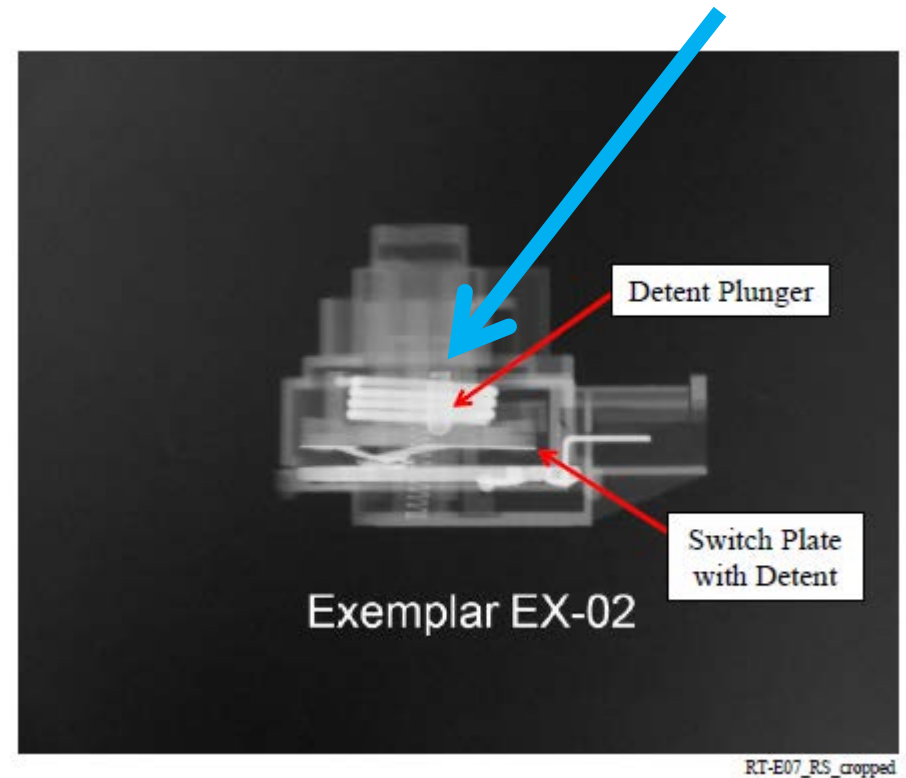 Detent Plunger
Switch Plate
with Detent
Exemplar EX-02
RT-E07_RS_cropped